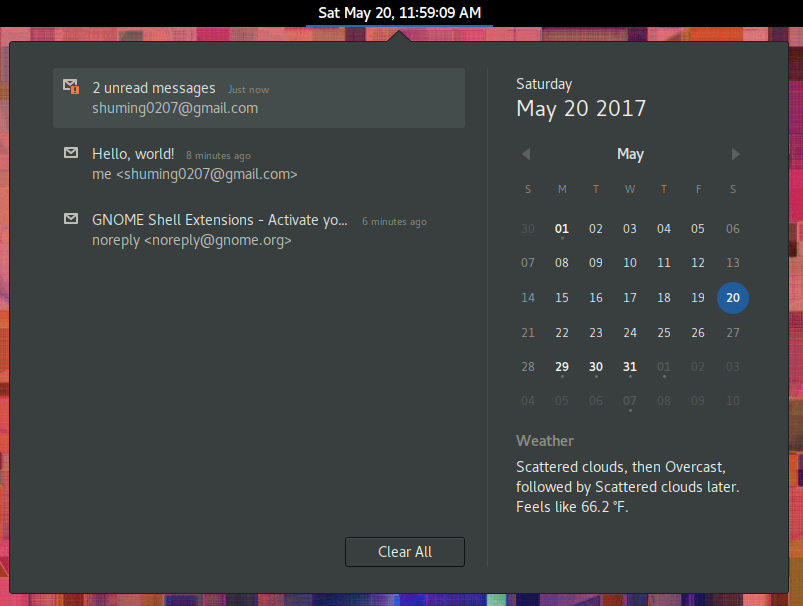 Sat May 20, 11:59:09 AM
2 unread messages Just now
shuming0207@gmail.com
Hello, world! 8 minutes ago
me <shuming0207@gmail.com>
GNOME Shell Extensions - Activate yo... 6 minutes ago
noreply <noreply@gnome.org>
Clear All
Saturday
May 20 2017
May
S M T W T F S
30 01 02 03 04 05 06
07 08 09 10 11 12 13
14 15 16 17 18 19 20
21 22 23 24 25 26 27
28 29 30 31 01 02 03
04 05 06 07 08 09 10
Weather
Scattered clouds, then Overcast,
followed by Scattered clouds later.
Feels like 66.2 °F.